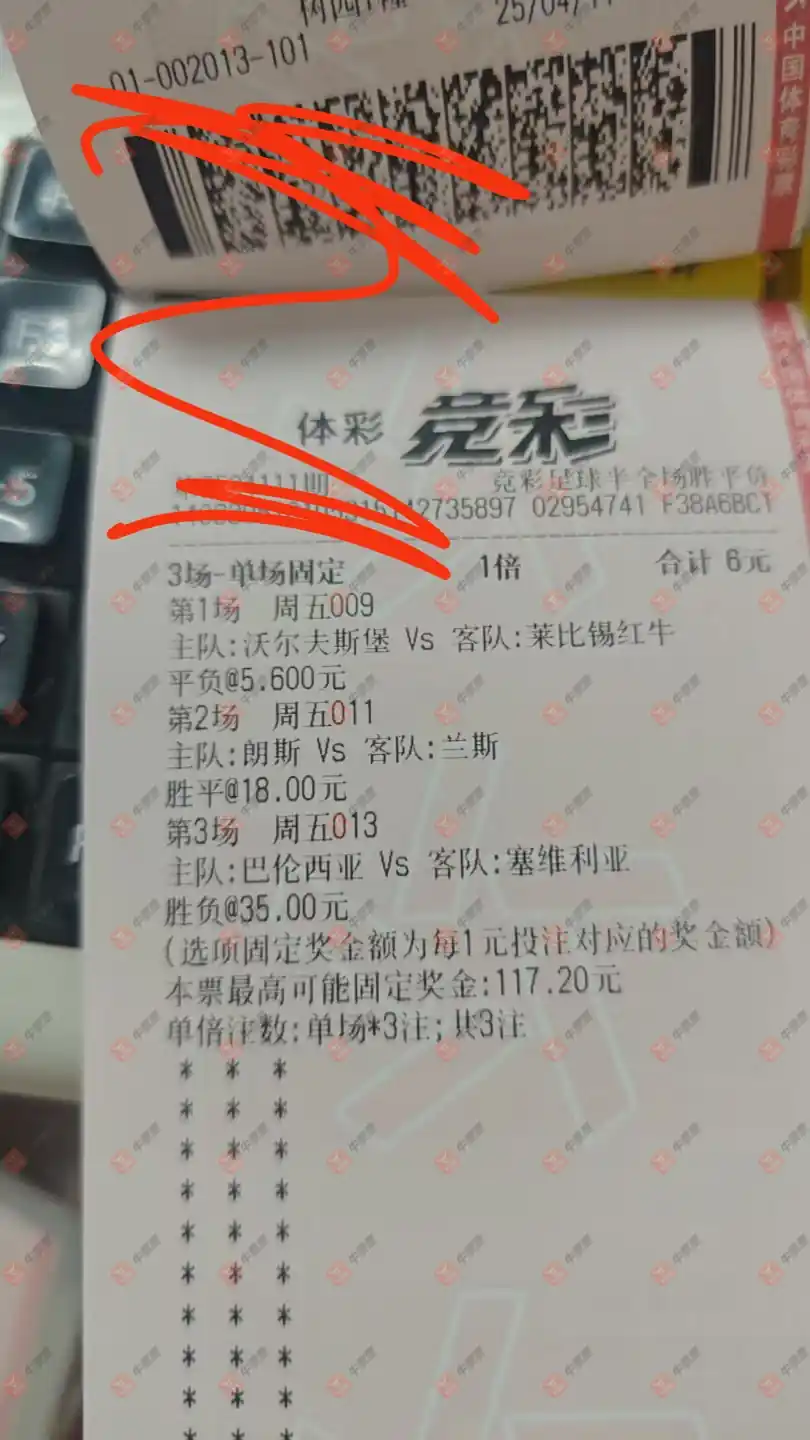 01-002013-101
中国体育彩票
体彩 竞彩
竞彩足球半全场胜平负
42735897 02954741 F38A6BC1
3场-单场固定 1倍 合计 6元
第1场 周五009
主队:沃尔夫斯堡 Vs 客队:莱比锡红牛
平负@5.600元
第2场 周五011
主队:朗斯 Vs 客队:兰斯
胜平@18.00元
第3场 周五013
主队:巴伦西亚 Vs 客队:塞维利亚
胜负@35.00元
(选项固定奖金额为每1元投注对应的奖金额)
本票最高可能固定奖金:117.20元
单倍注数:单场*3注;共3注
* * *
* * *
* * *
* * *
* * *
* * *
* * *
* * *
* * *
* * *